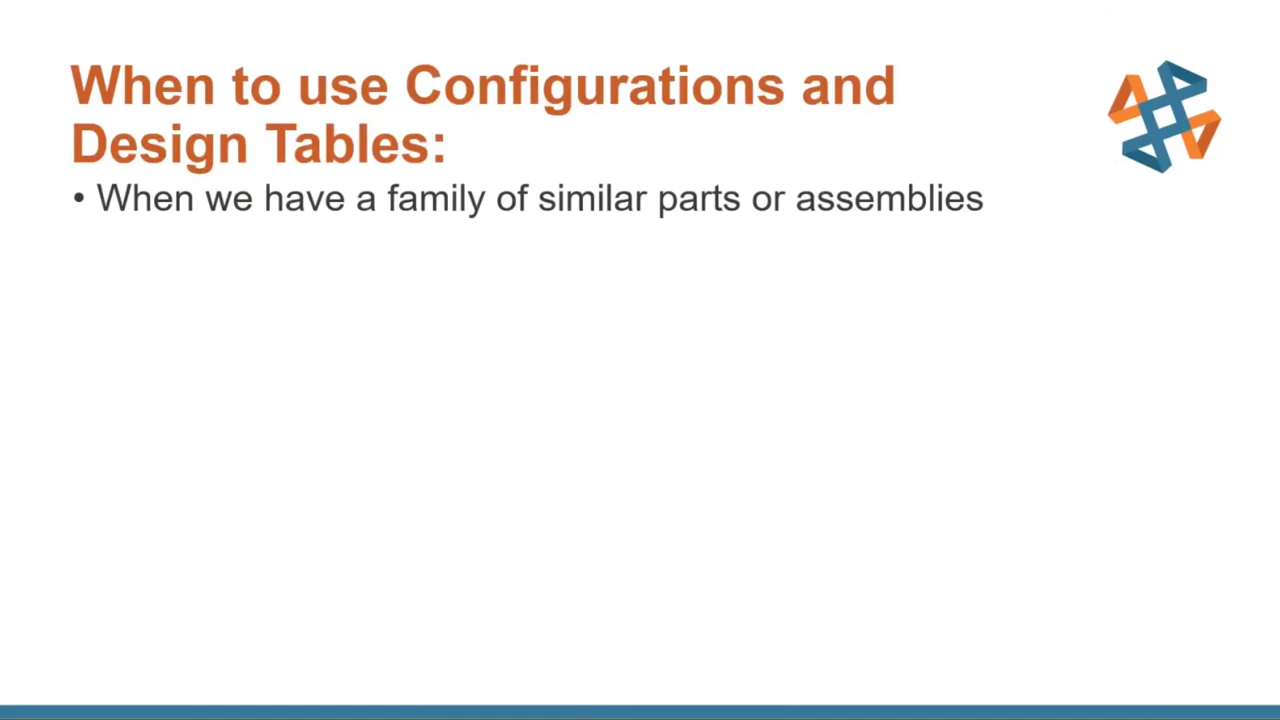 When to use Configurations and
Design Tables:
• When we have a family of similar parts or assemblies